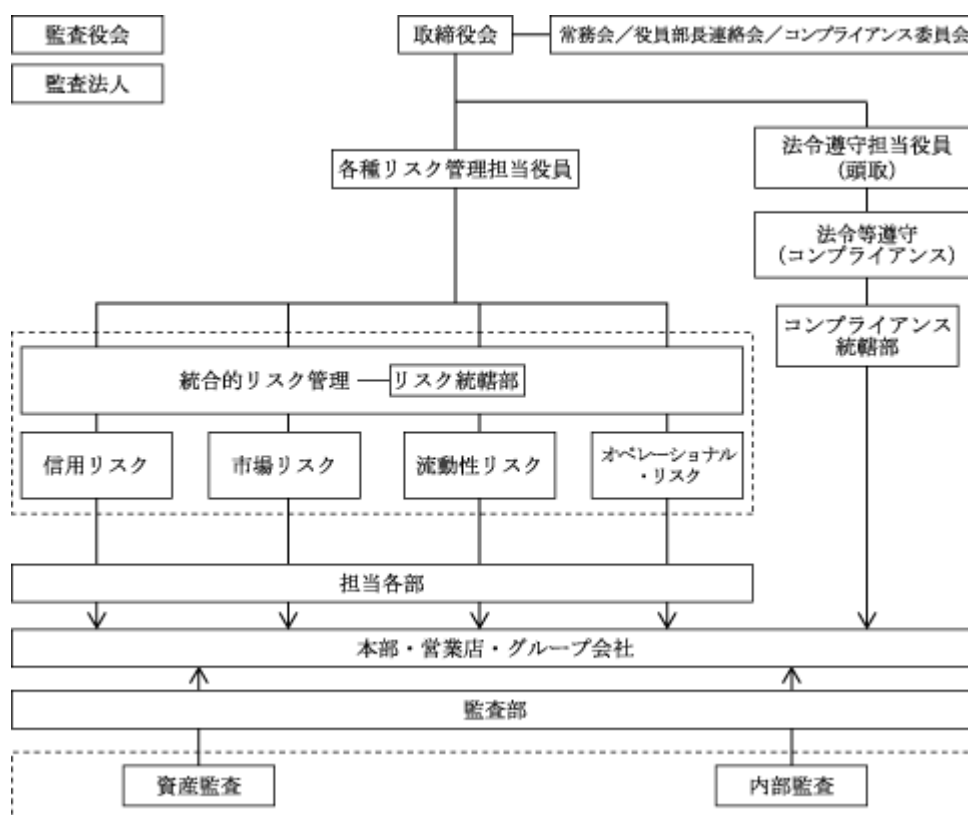 監査役会
取締役会
常務会／役員部長連絡会／コンプライアンス委員会
監査法人
各種リスク管理担当役員
法令遵守担当役員
(頭取)
法令等遵守
(コンプライアンス)
コンプライアンス
統轄部
統合的リスク管理
リスク統轄部
信用リスク
市場リスク
流動性リスク
オペレーショナル
・リスク
担当各部
本部・営業店・グループ会社
監査部
資産監査
内部監査